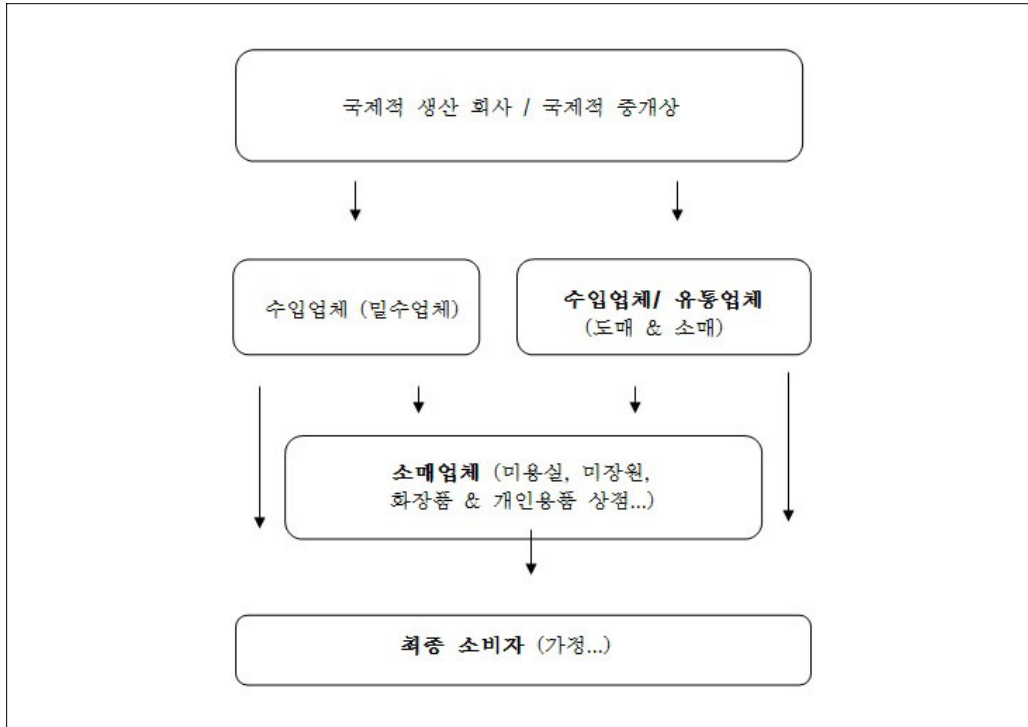 국제적 생산 회사 / 국제적 중개상
수입업체 (밀수업체)
수입업체/ 유통업체
(도매 & 소매)
소매업체 (미용실, 미장원,
화장품 & 개인용품 상점...)
최종 소비자 (가정...)